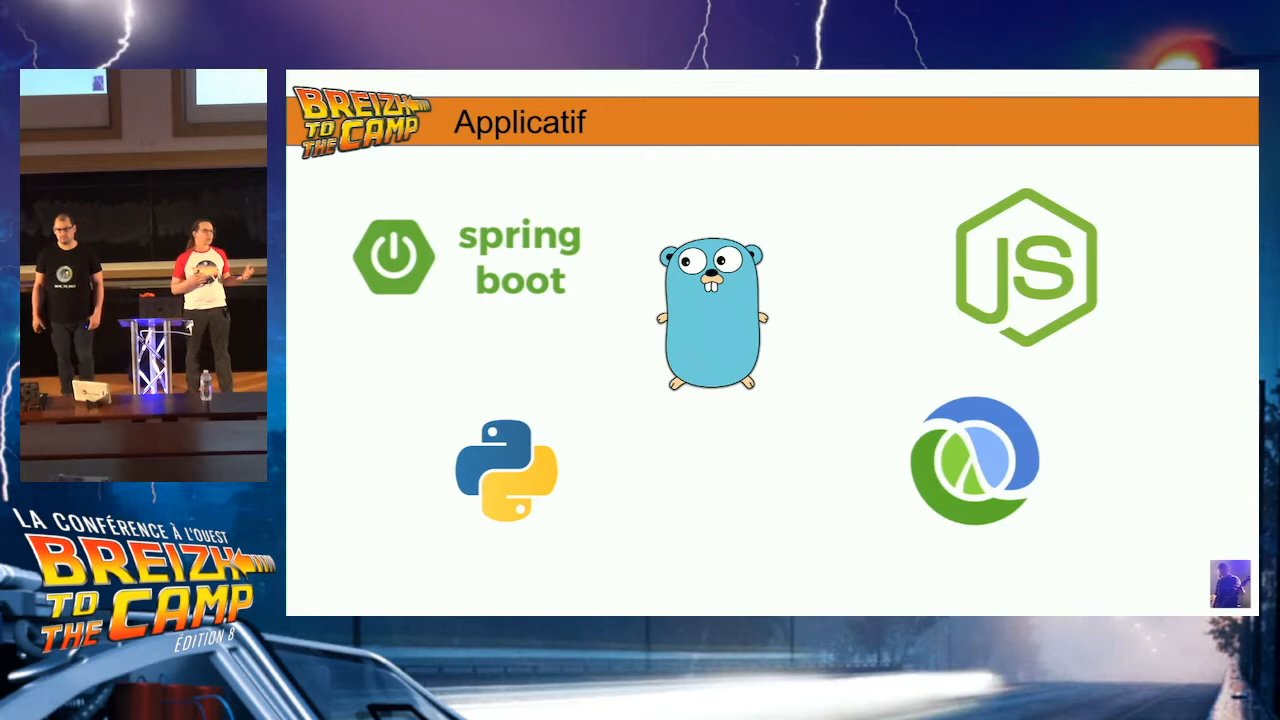 BREIZH
TO
THE CAMP
Applicatif
spring
boot
JS
LA CONFÉRENCE À L'OUEST
BREIZH
TO
THE CAMP
ÉDITION 8